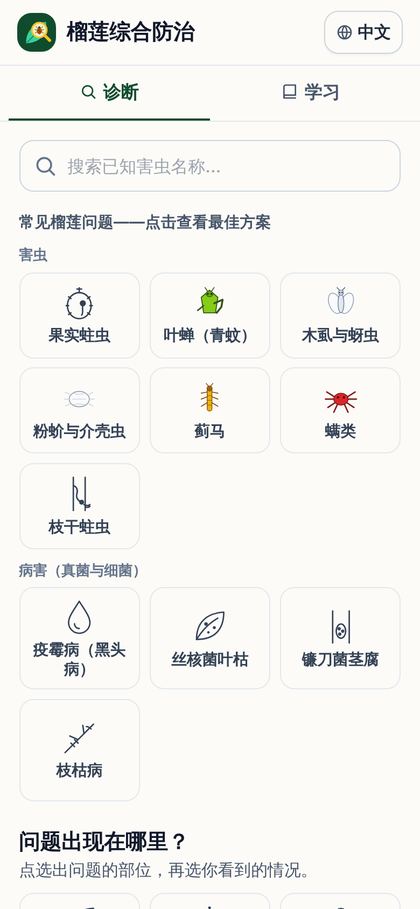 榴莲综合防治
中文
诊断
学习
搜索已知害虫名称...
常见榴莲问题——点击查看最佳方案
害虫
果实蛀虫
叶蝉（青蚊）
木虱与蚜虫
粉蚧与介壳虫
蓟马
螨类
枝干蛀虫
病害（真菌与细菌）
疫霉病（黑头
病）
丝核菌叶枯
镰刀菌茎腐
枝枯病
问题出现在哪里？
点选出问题的部位，再选你看到的情况。